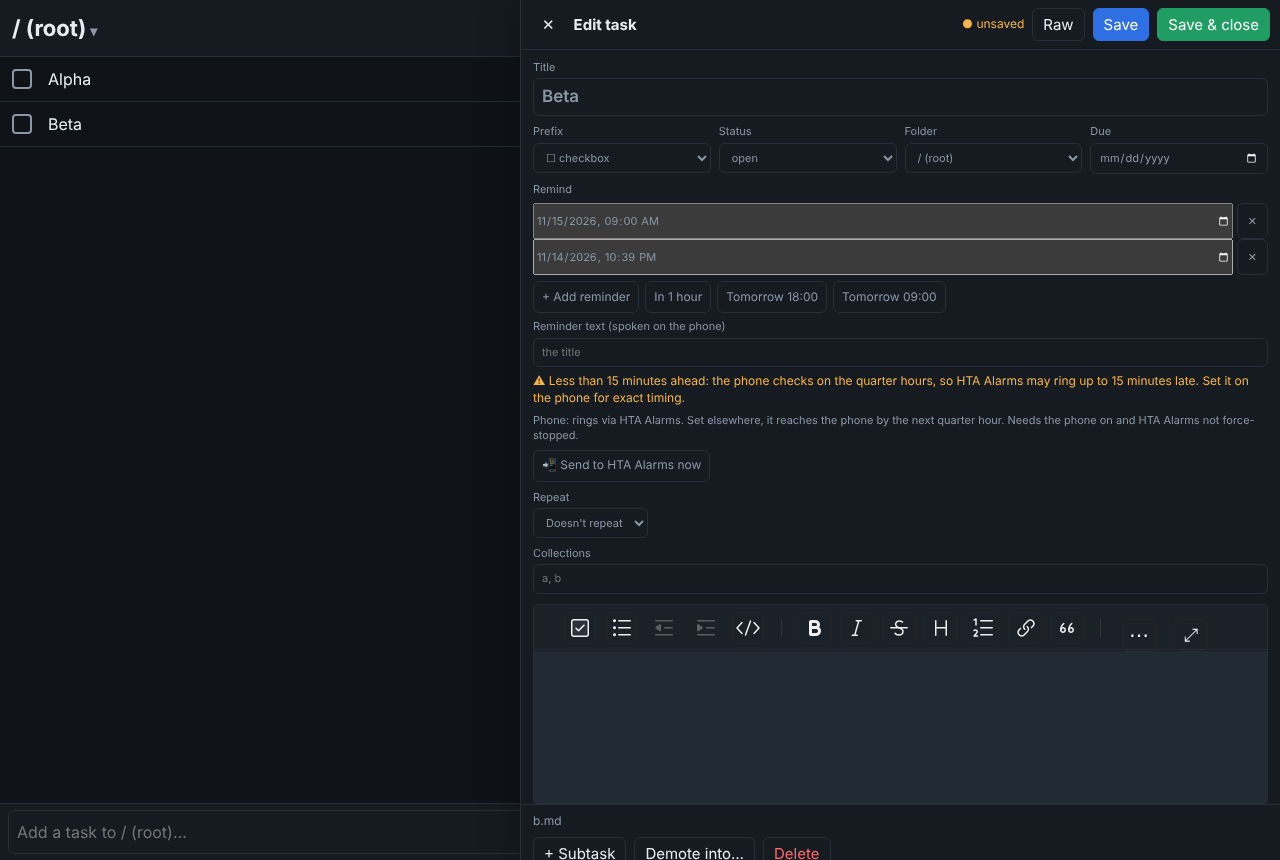 / (root) ▾
Alpha
Beta
Add a task to / (root)...
✕ Edit task
unsaved
Raw
Save
Save & close
Title
Beta
Prefix Status Folder Due
☐ checkbox open / (root) mm/dd/yyyy
Remind
11/15/2026, 09:00 AM ×
11/14/2026, 10:39 PM ×
+ Add reminder In 1 hour Tomorrow 18:00 Tomorrow 09:00
Reminder text (spoken on the phone)
the title
⚠ Less than 15 minutes ahead: the phone checks on the quarter hours, so HTA Alarms may ring up to 15 minutes late. Set it on
the phone for exact timing.
Phone: rings via HTA Alarms. Set elsewhere, it reaches the phone by the next quarter hour. Needs the phone on and HTA Alarms not force-
stopped.
📲 Send to HTA Alarms now
Repeat
Doesn't repeat
Collections
a, b
b.md
+ Subtask Demote into... Delete